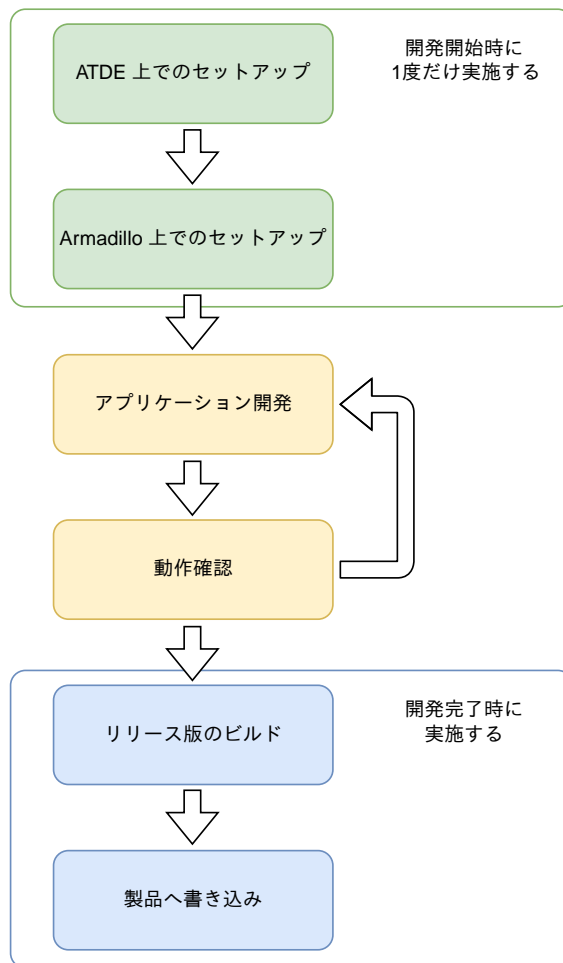 ATDE 上でのセットアップ
開発開始時に
1度だけ実施する
Armadillo 上でのセットアップ
アプリケーション開発
動作確認
リリース版のビルド
開発完了時に
実施する
製品へ書き込み